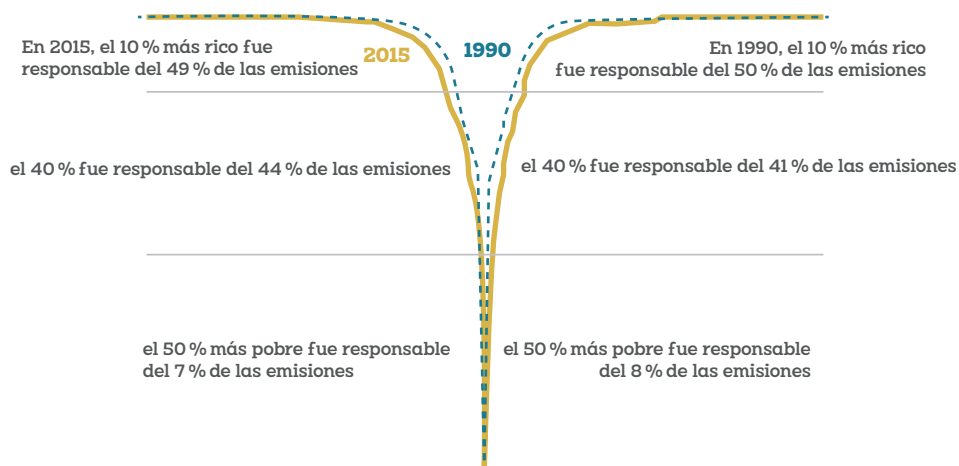 En 2015, el 10 % más rico fue
responsable del 49 % de las emisiones
2015
1990
En 1990, el 10 % más rico
fue responsable del 50 % de las emisiones
el 40 % fue responsable del 44 % de las emisiones
el 40 % fue responsable del 41 % de las emisiones
el 50 % más pobre fue responsable
del 7 % de las emisiones
el 50 % más pobre fue responsable
del 8 % de las emisiones